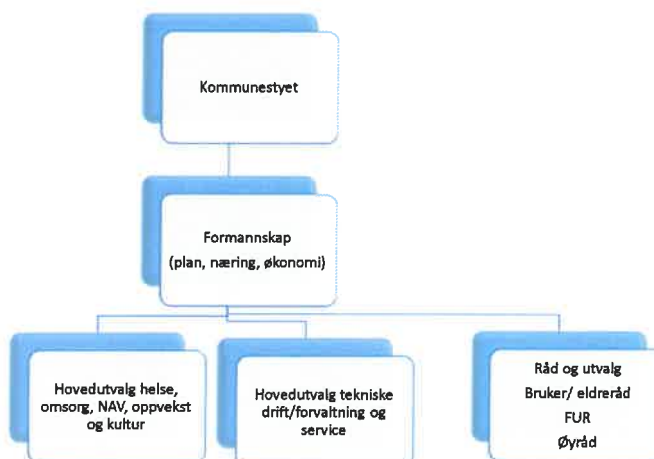 Kommunestyet
Formannskap
(plan, næring, økonomi)
Hovedutvalg helse,
omsorg, NAV, oppvekst
og kultur
Hovedutvalg tekniske
drift/forvaltning og
service
Råd og utvalg
Bruker/ eldreråd
FUR
Øyråd